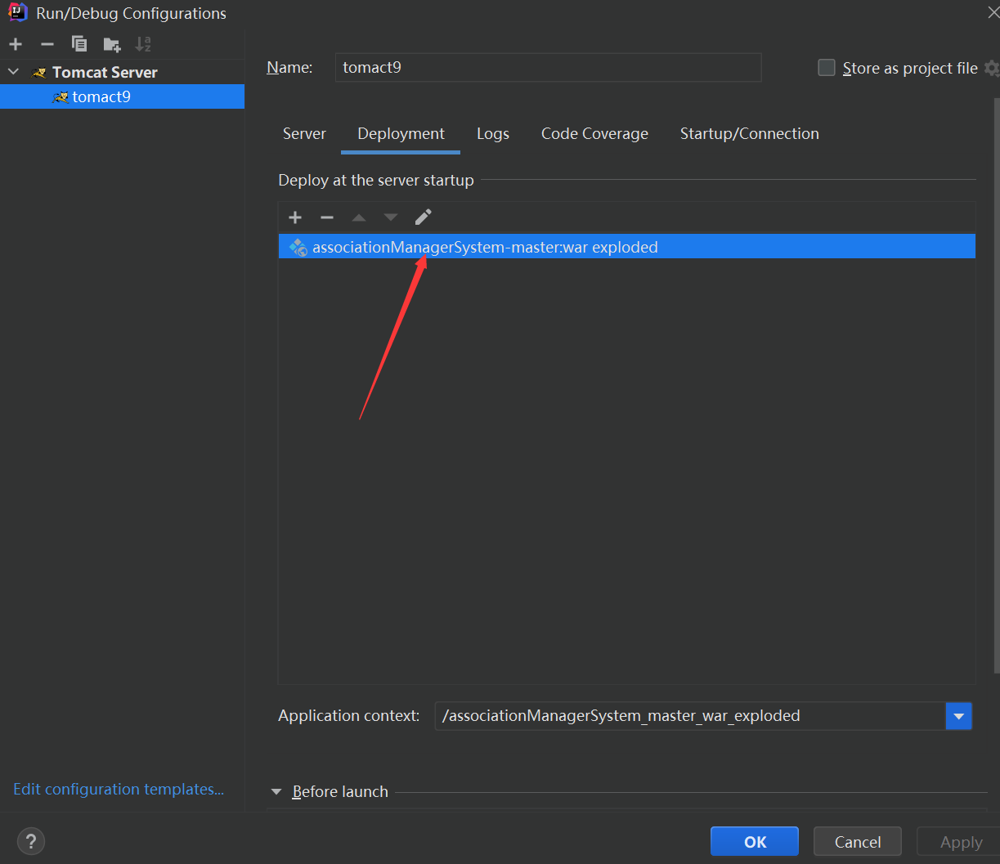 Run/Debug Configurations
Tomcat Server
tomact9
Name: tomact9 Store as project file
Server Deployment Logs Code Coverage Startup/Connection
Deploy at the server startup
associationManagerSystem-master:war exploded
Application context: /associationManagerSystem_master_war_exploded
Edit configuration templates...
Before launch
? OK Cancel Apply